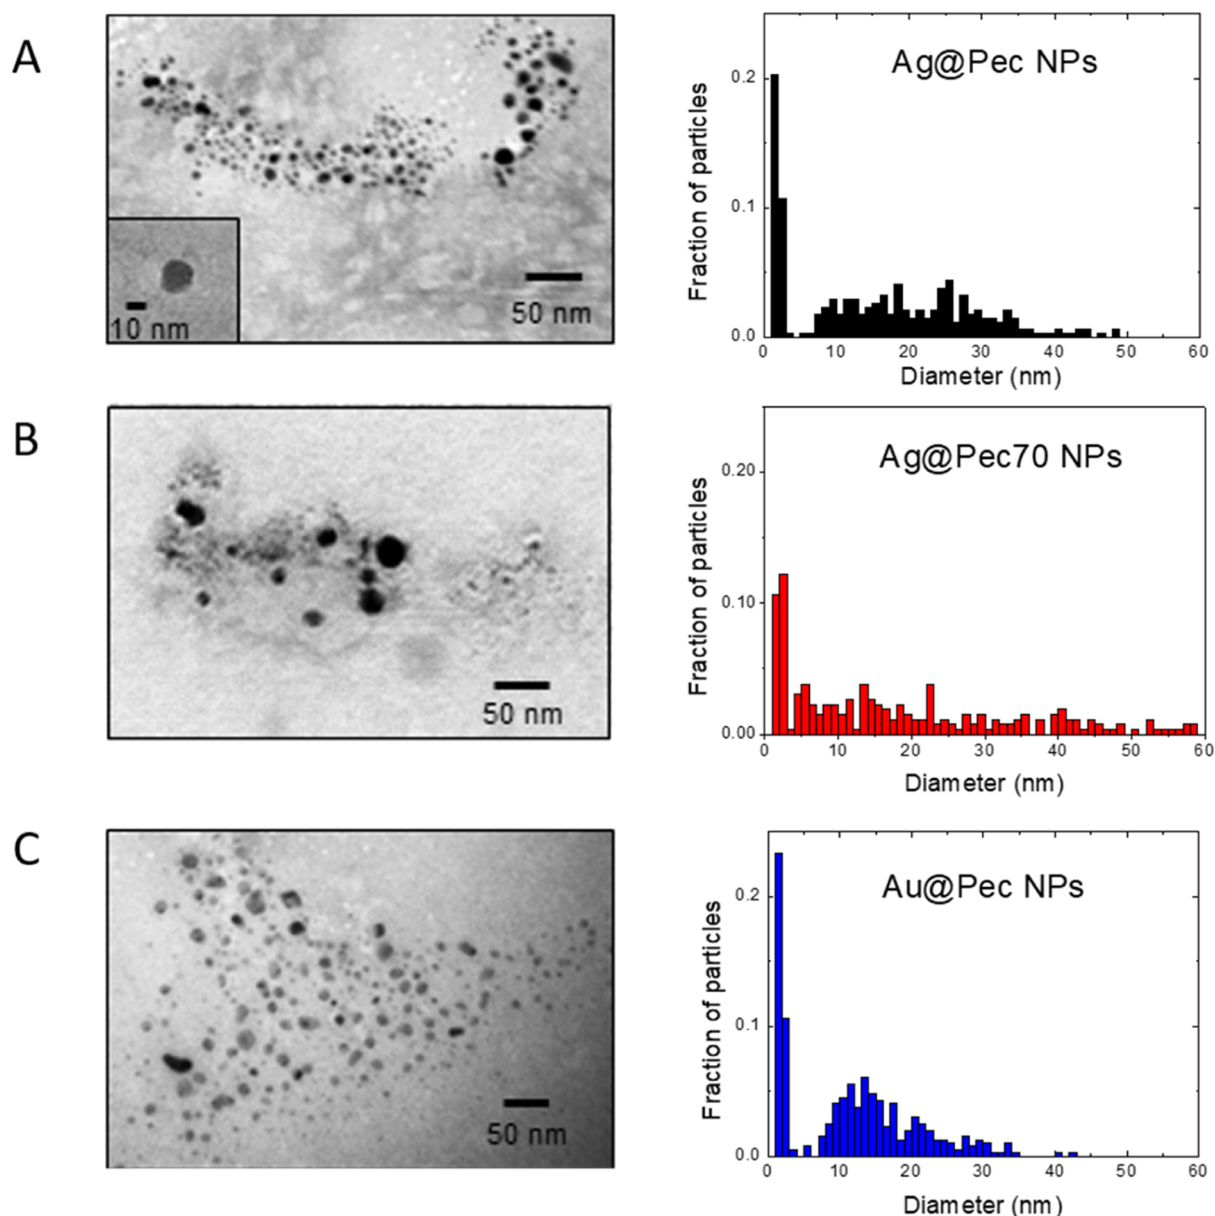 A
10 nm
50 nm
Ag@Pec NPs
Fraction of particles
0.2
0.1
0.0
0 10 20 30 40 50 60
Diameter (nm)
B
50 nm
Ag@Pec70 NPs
Fraction of particles
0.20
0.10
0.00
0 10 20 30 40 50 60
Diameter (nm)
C
50 nm
Au@Pec NPs
Fraction of particles
0.2
0.1
0.0
0 10 20 30 40 50 60
Diameter (nm)